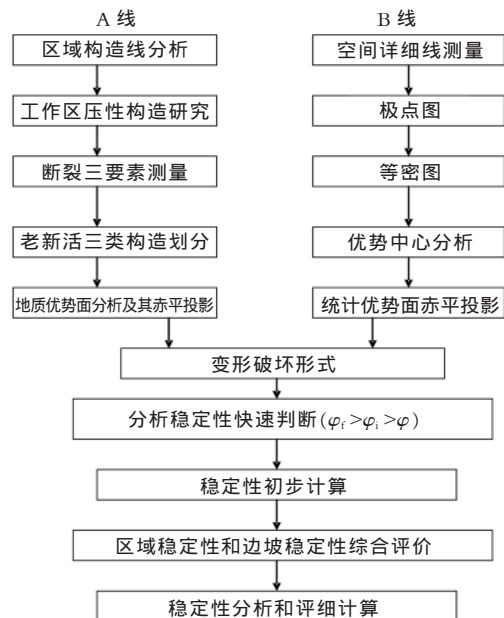 A 线
区域构造线分析
工作区压性构造研究
断裂三要素测量
老新活三类构造划分
地质优势面分析及其赤平投影
B 线
空间详细线测量
极点图
等密图
优势中心分析
统计优势面赤平投影
变形破坏形式
分析稳定性快速判断(φf>φi>φ)
稳定性初步计算
区域稳定性和边坡稳定性综合评价
稳定性分析和评细计算